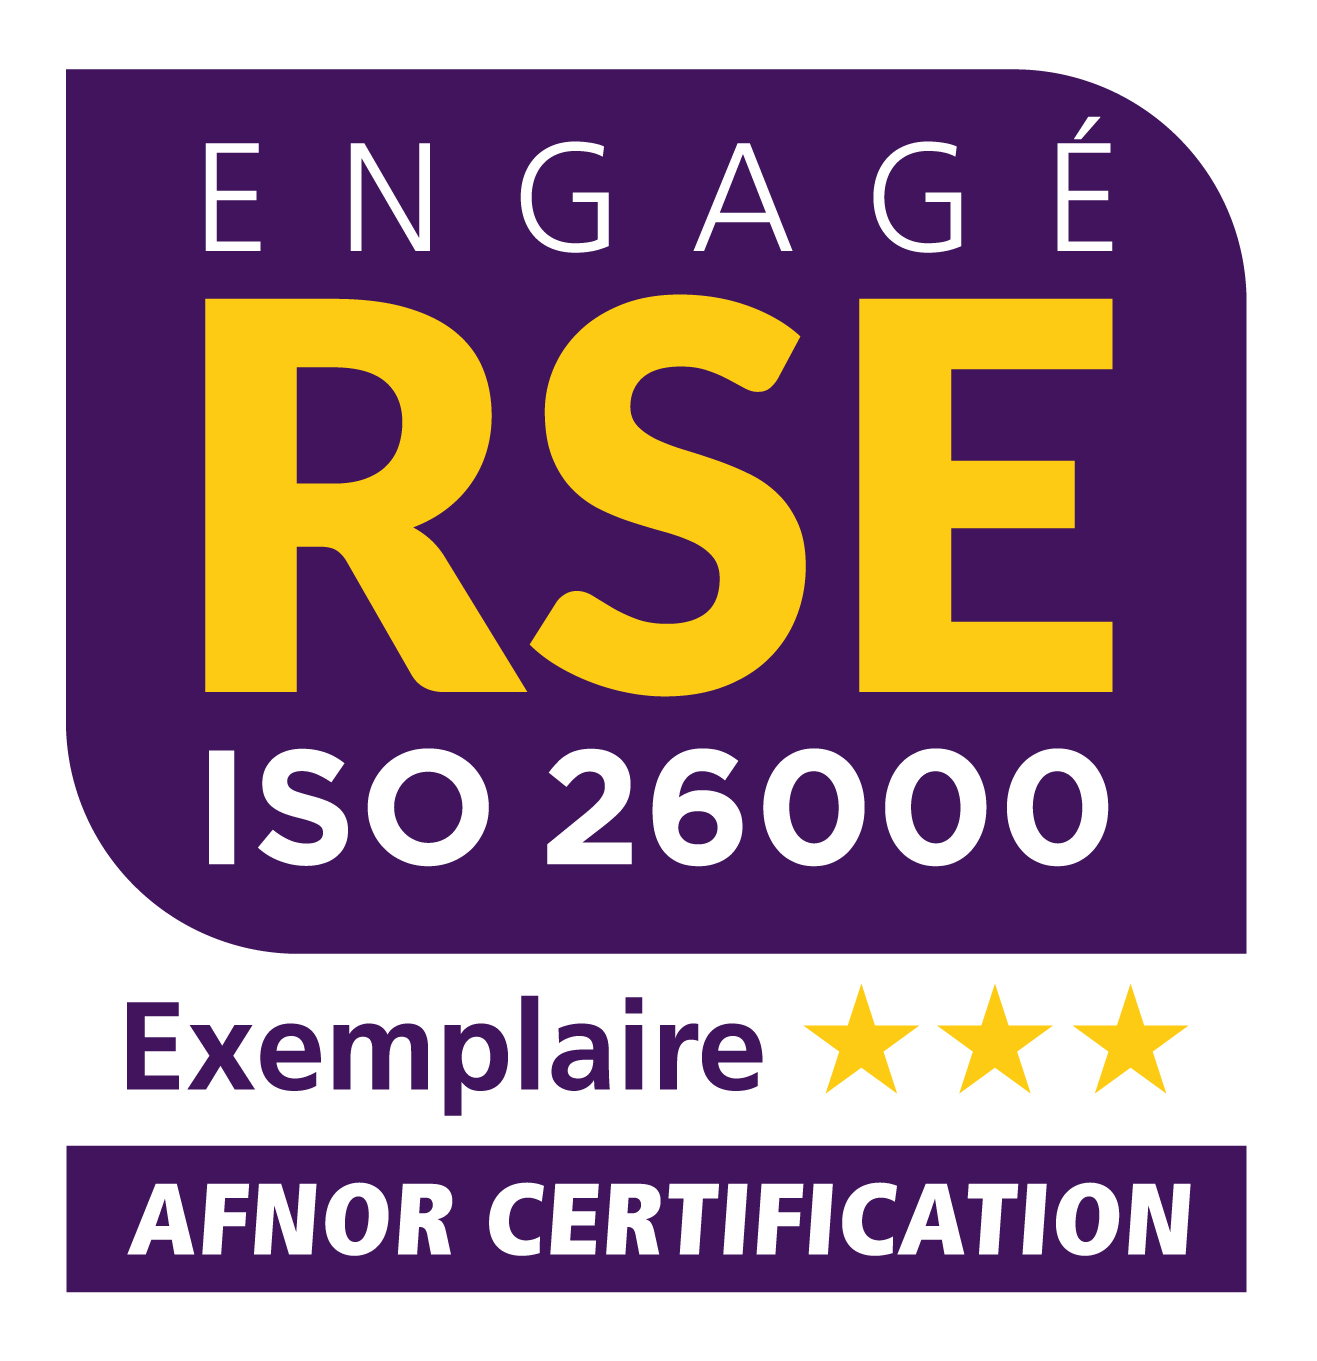 ENGAGÉ
RSE
ISO 26000
Exemplaire
AFNOR CERTIFICATION